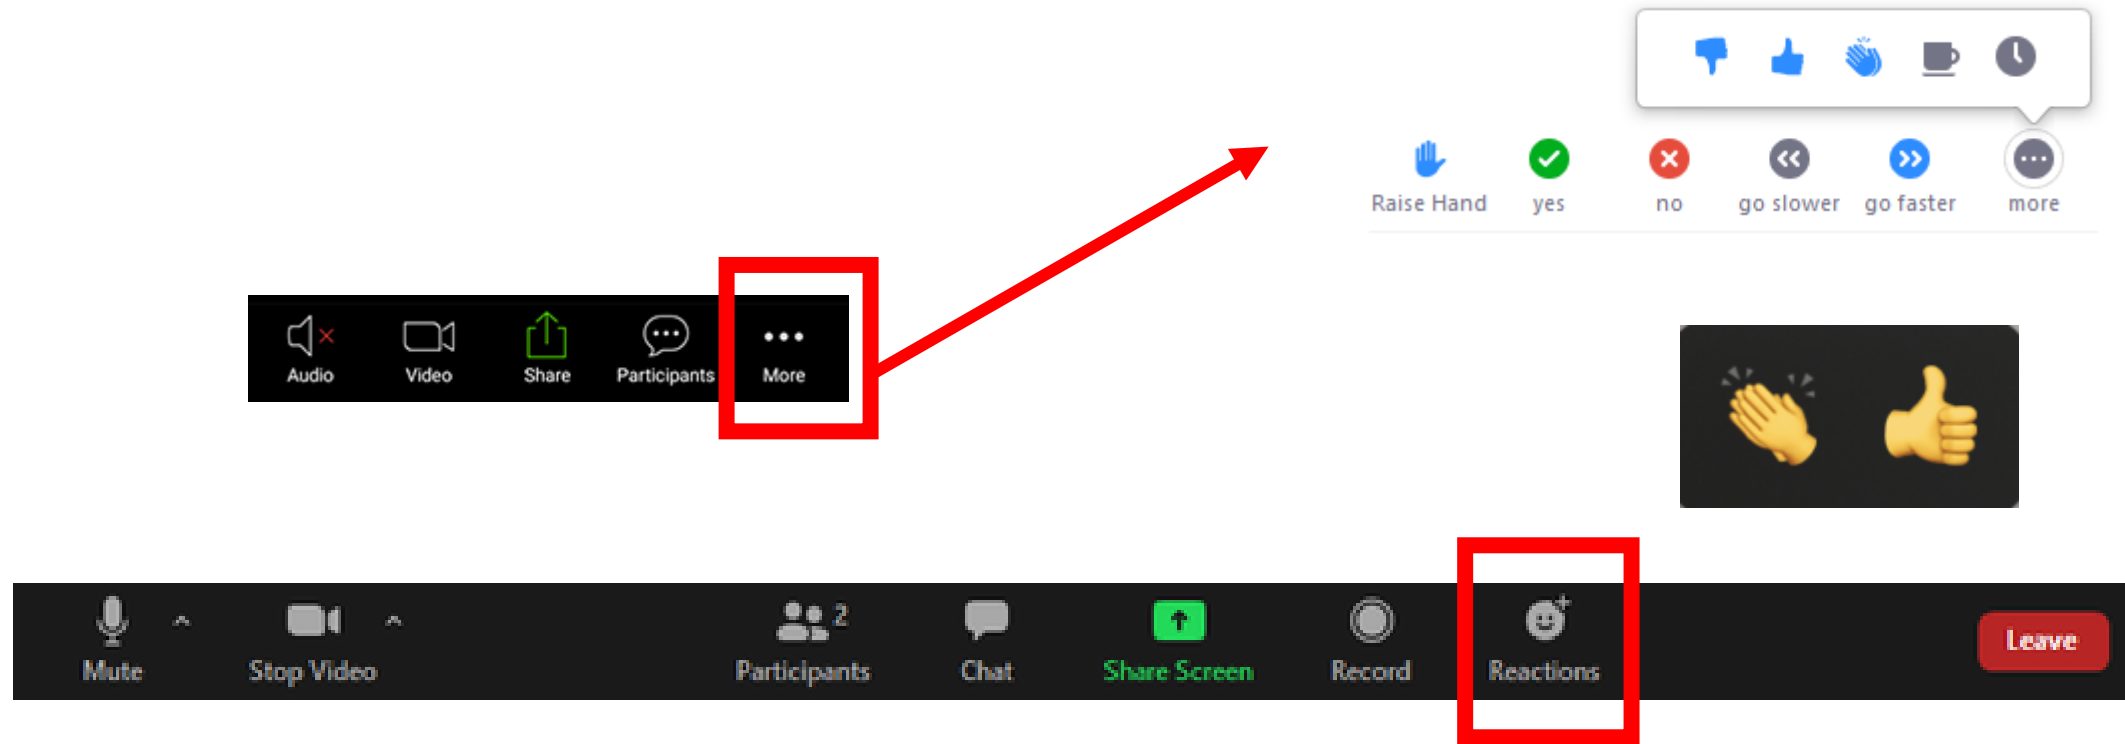 Raise Hand yes no go slower go faster more
Audio Video Share Participants More
2
Mute Stop Video Participants Chat Share Screen Record Reactions Leave